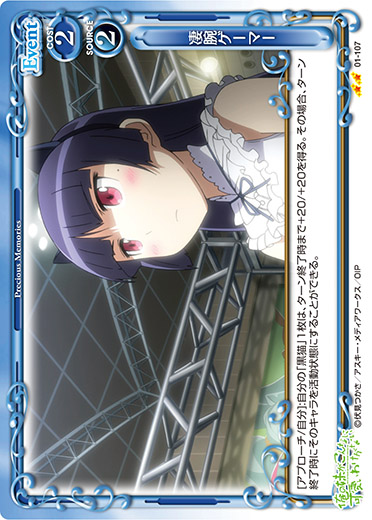 Event
COST 2
SOURCE 2
凄腕ゲーマー
Precious Memories
[アプローチ/自分]:自分の「黒猫」1枚は、ターン終了時まで+20/+20を得る。その場合、ターン
終了時にそのキャラを活動状態にすることができる。
©伏見つかさ／アスキー・メディアワークス／OIP
01-107